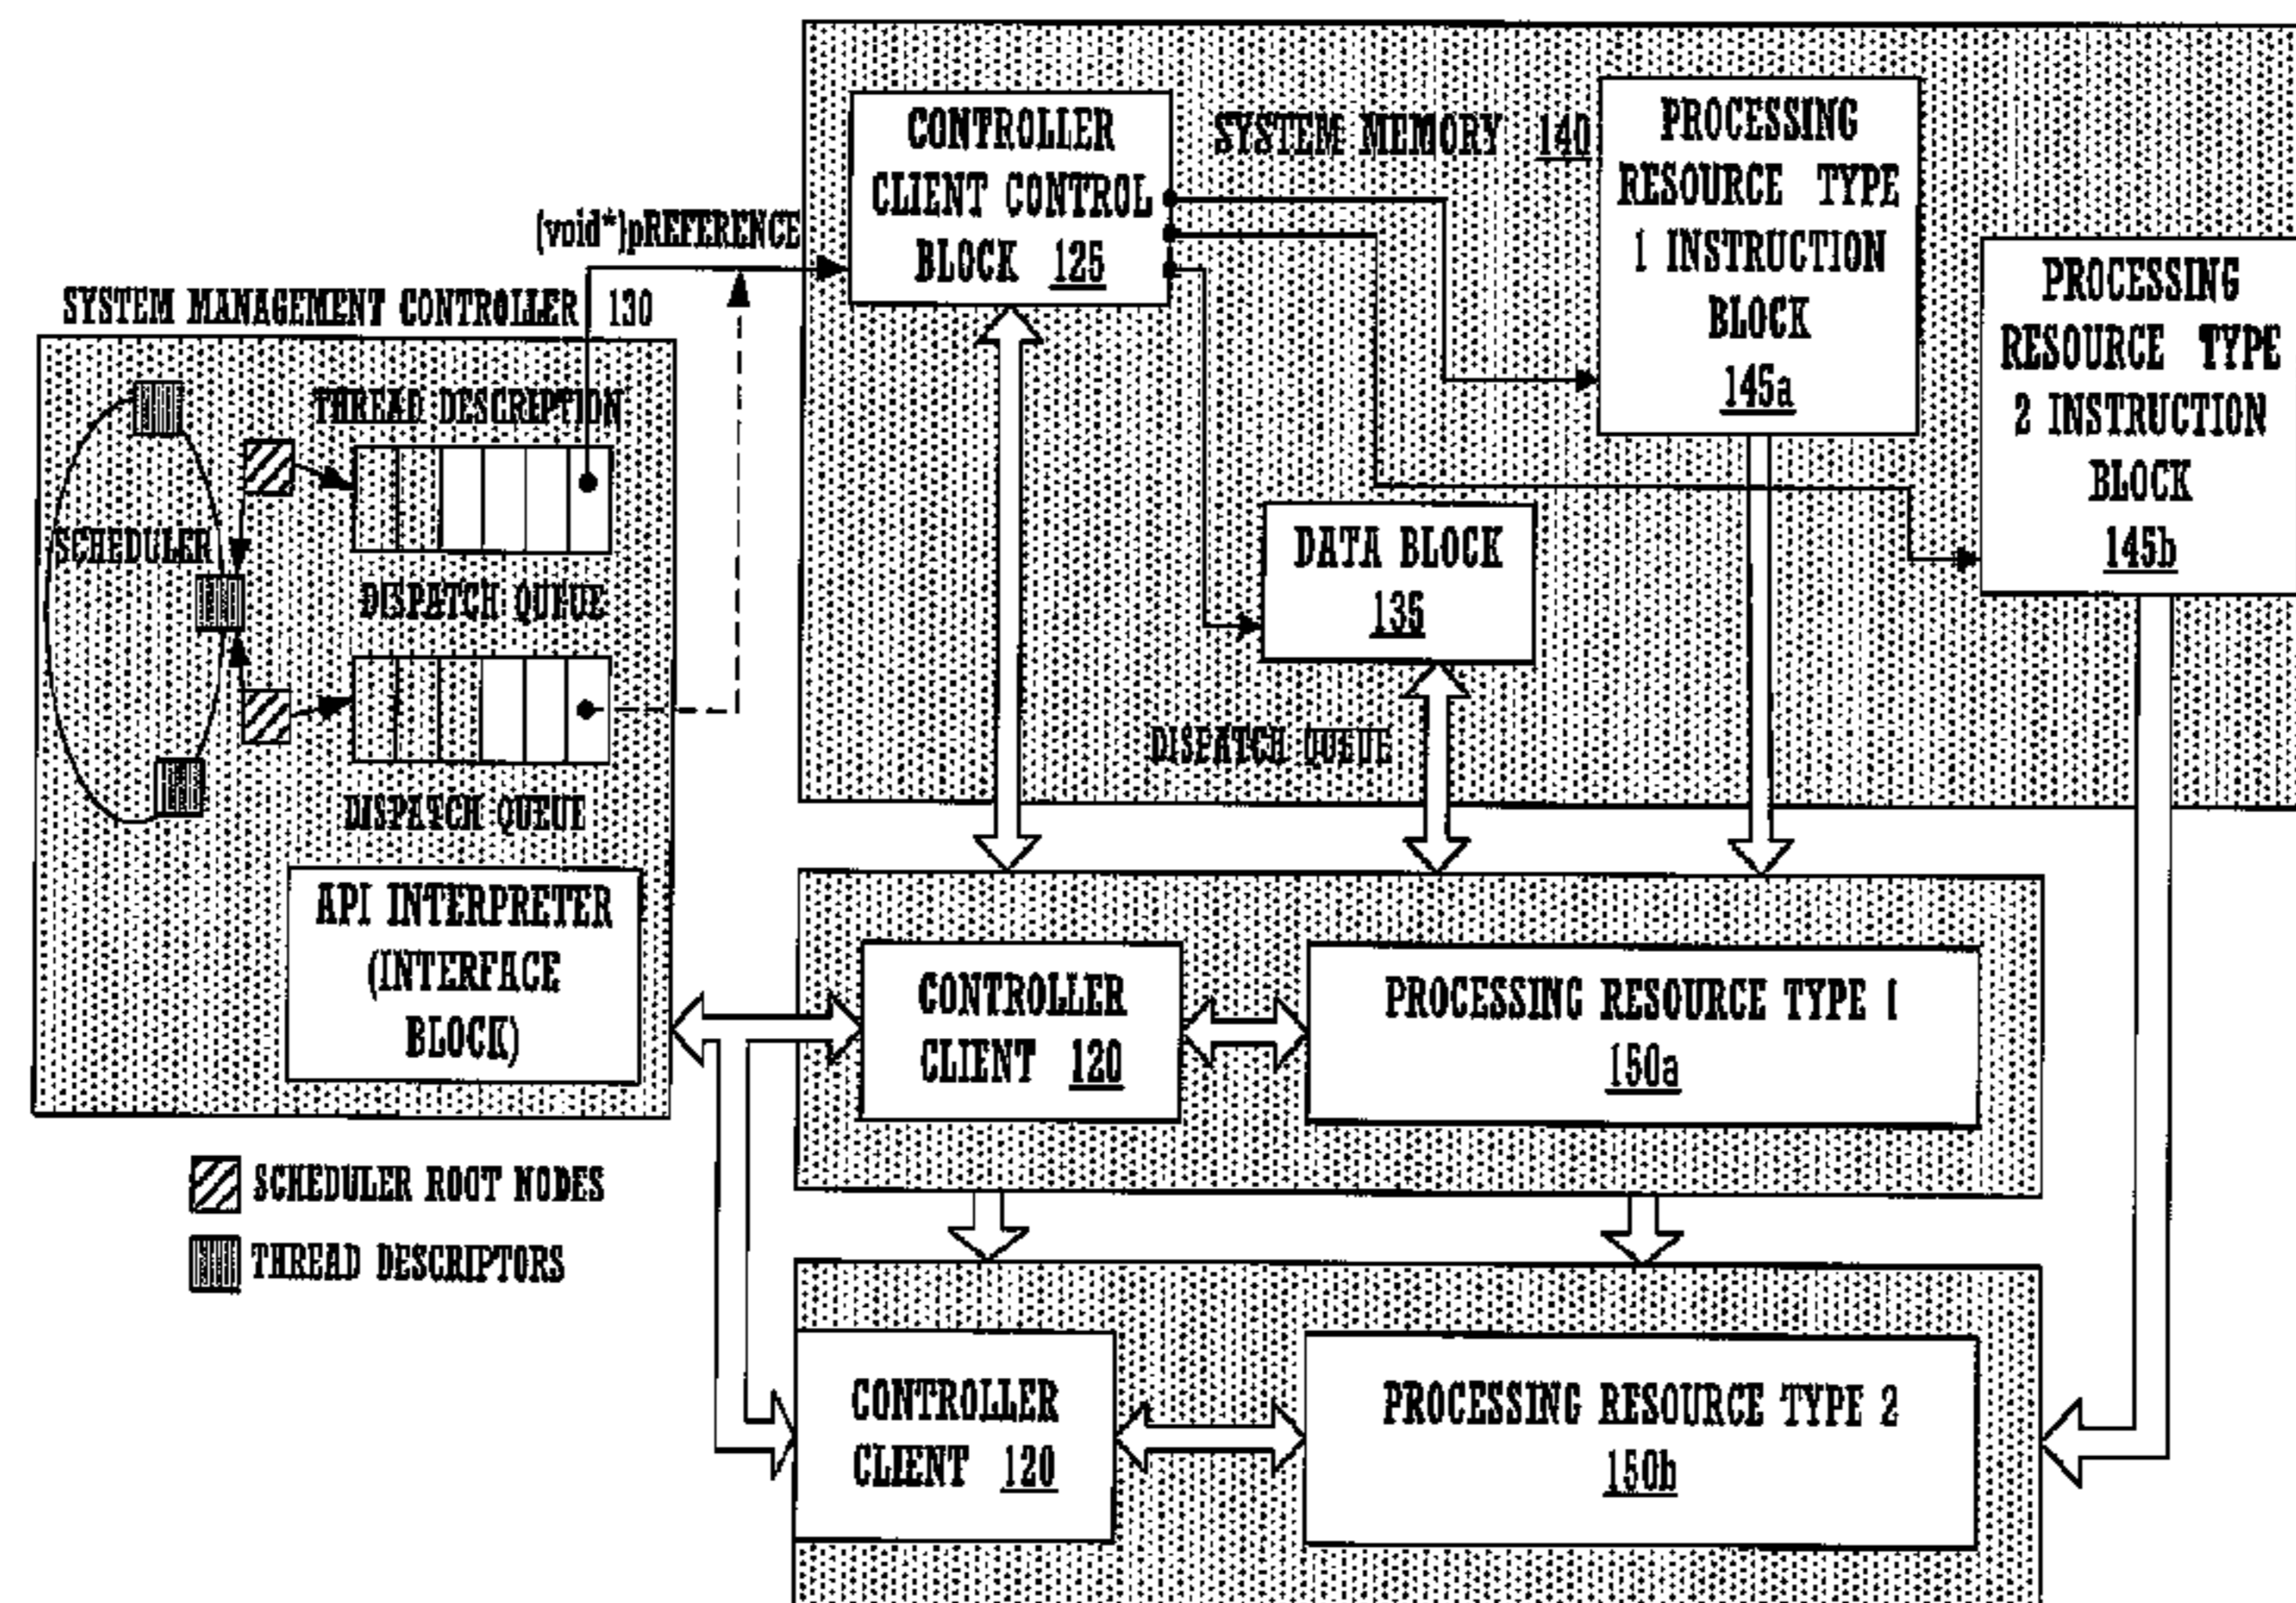 CONTROLLER
CLIENT CONTROL
BLOCK 125
SYSTEM MEMORY 140
PROCESSING
RESOURCE TYPE
1 INSTRUCTION
BLOCK
145a
PROCESSING
RESOURCE TYPE
2 INSTRUCTION
BLOCK
145b
(void*)pREFERENCE
SYSTEM MANAGEMENT CONTROLLER 130
THREAD DESCRIPTION
SCHEDULER
DISPATCH QUEUE
DISPATCH QUEUE
DATA BLOCK
135
DISPATCH QUEUE
API INTERPRETER
(INTERFACE
BLOCK)
CONTROLLER
CLIENT 120
PROCESSING RESOURCE TYPE 1
150a
SCHEDULER ROOT NODES
THREAD DESCRIPTORS
CONTROLLER
CLIENT 120
PROCESSING RESOURCE TYPE 2
150b